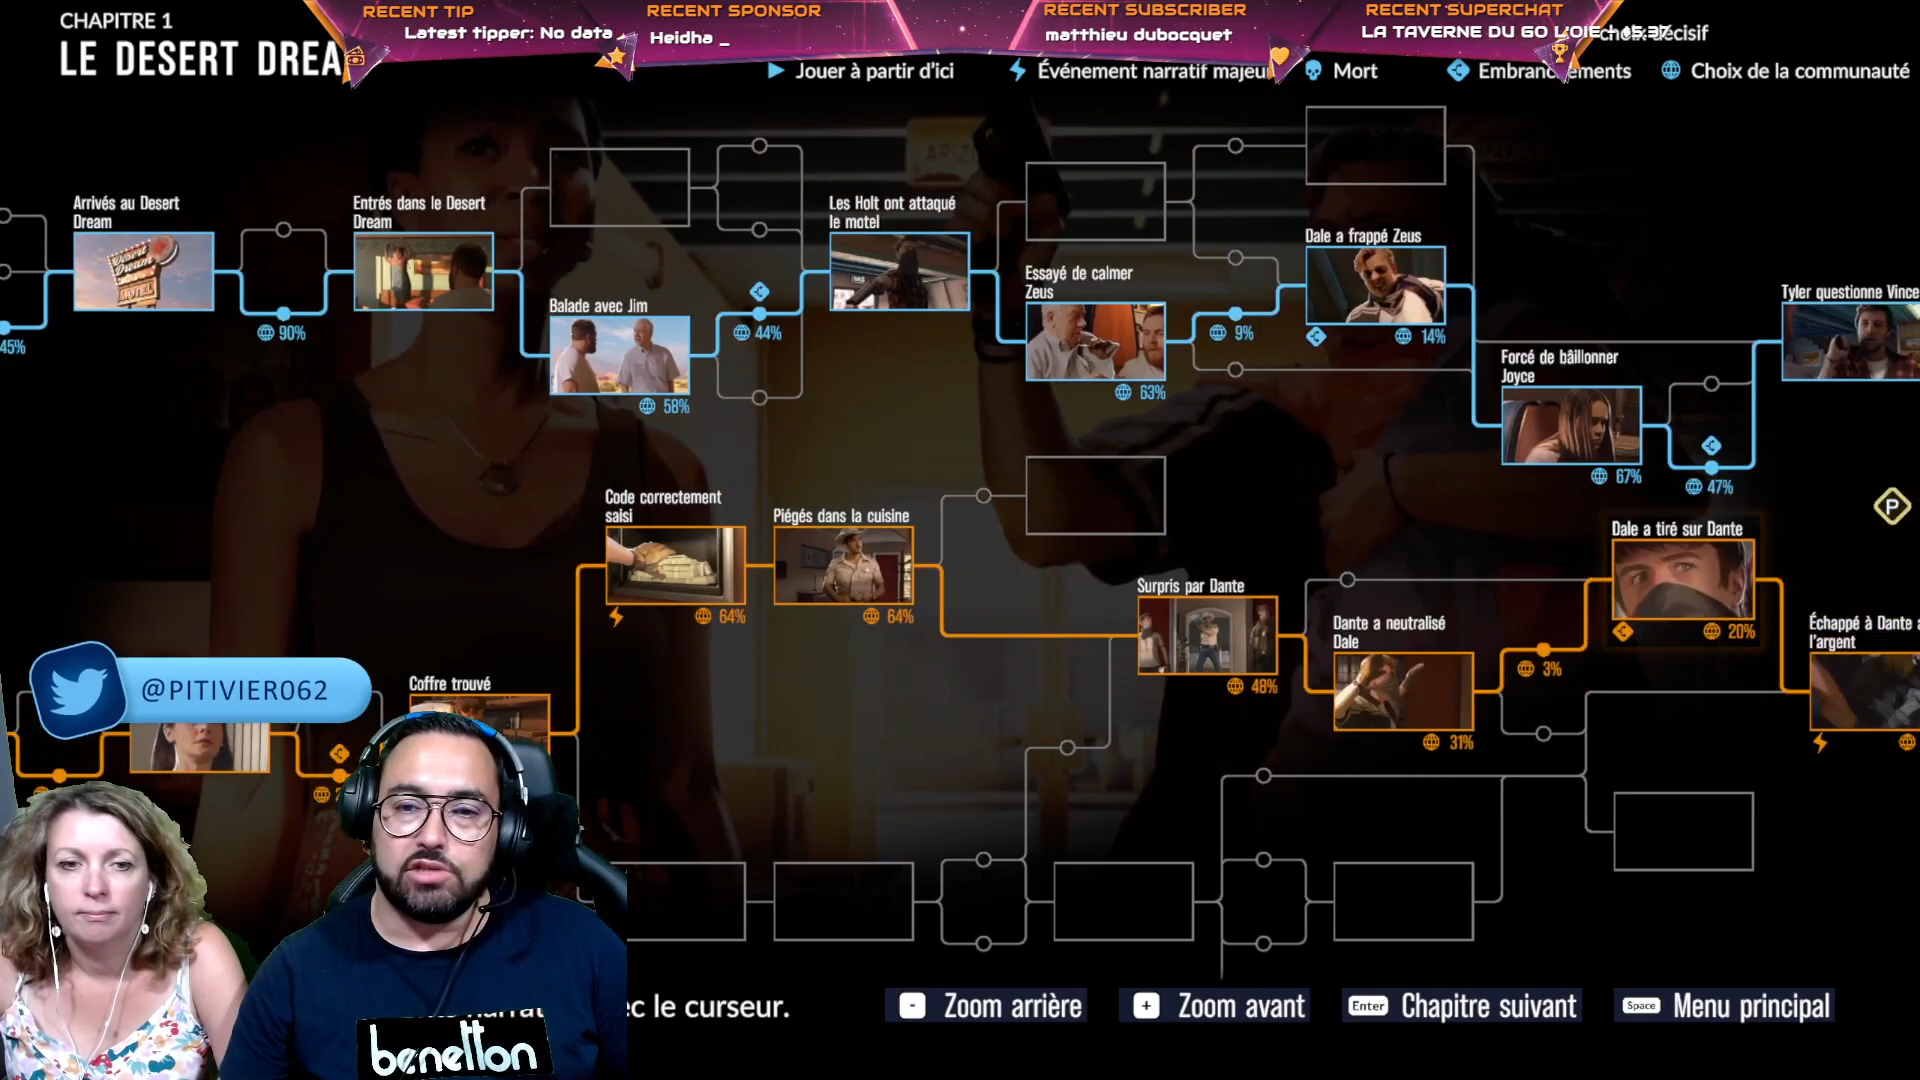 CHAPITRE 1
LE DESERT DREA
RECENT TIP
Latest tipper: No data
RECENT SPONSOR
Heidha _
RECENT SUBSCRIBER
matthieu dubocquet
RECENT SUPERCHAT
LA TAVERNE DU GO L'OIE
Jouer à partir d'ici
Événement narratif majeu
Mort
Embranchements
Choix de la communauté
Arrivés au Desert
Dream
45%
90%
Entrés dans le Desert
Dream
Balade avec Jim
58%
44%
Les Holt ont attaqué
le motel
Essayé de calmer
Zeus
63%
9%
Dale a frappé Zeus
14%
Forcé de bâillonner
Joyce
67%
47%
Tyler questionne Vince
P
Coffre trouvé
Code correctement
saisi
64%
Piégés dans la cuisine
64%
Surpris par Dante
48%
Dante a neutralisé
Dale
31%
3%
Dale a tiré sur Dante
20%
Échappé à Dante a
l'argent
@PITIVIER062
benetton
c le curseur.
- Zoom arrière
+ Zoom avant
Enter Chapitre suivant
Space Menu principal